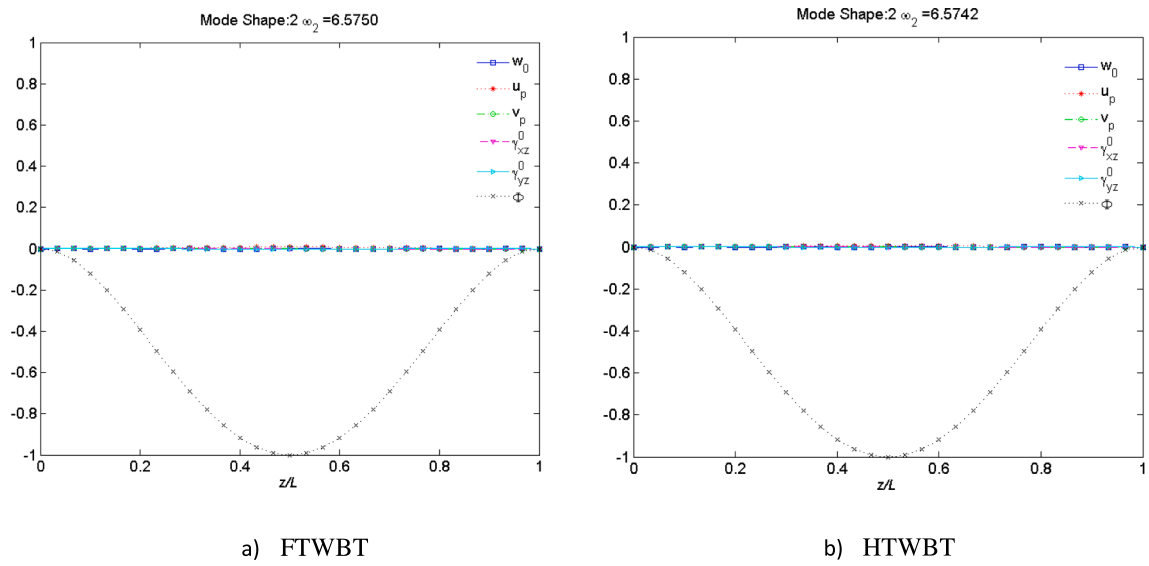 Mode Shape:2 ω2 =6.5750
1
0.8
0.6
0.4
0.2
0
-0.2
-0.4
-0.6
-0.8
-1
0 0.2 0.4 0.6 0.8 1
z/L
w0
up
vp
γ0xz
γ0yz
Φ
a) FTWBT
Mode Shape:2 ω2 =6.5742
1
0.8
0.6
0.4
0.2
0
-0.2
-0.4
-0.6
-0.8
-1
0 0.2 0.4 0.6 0.8 1
z/L
w0
up
vp
γ0xz
γ0yz
Φ
b) HTWBT